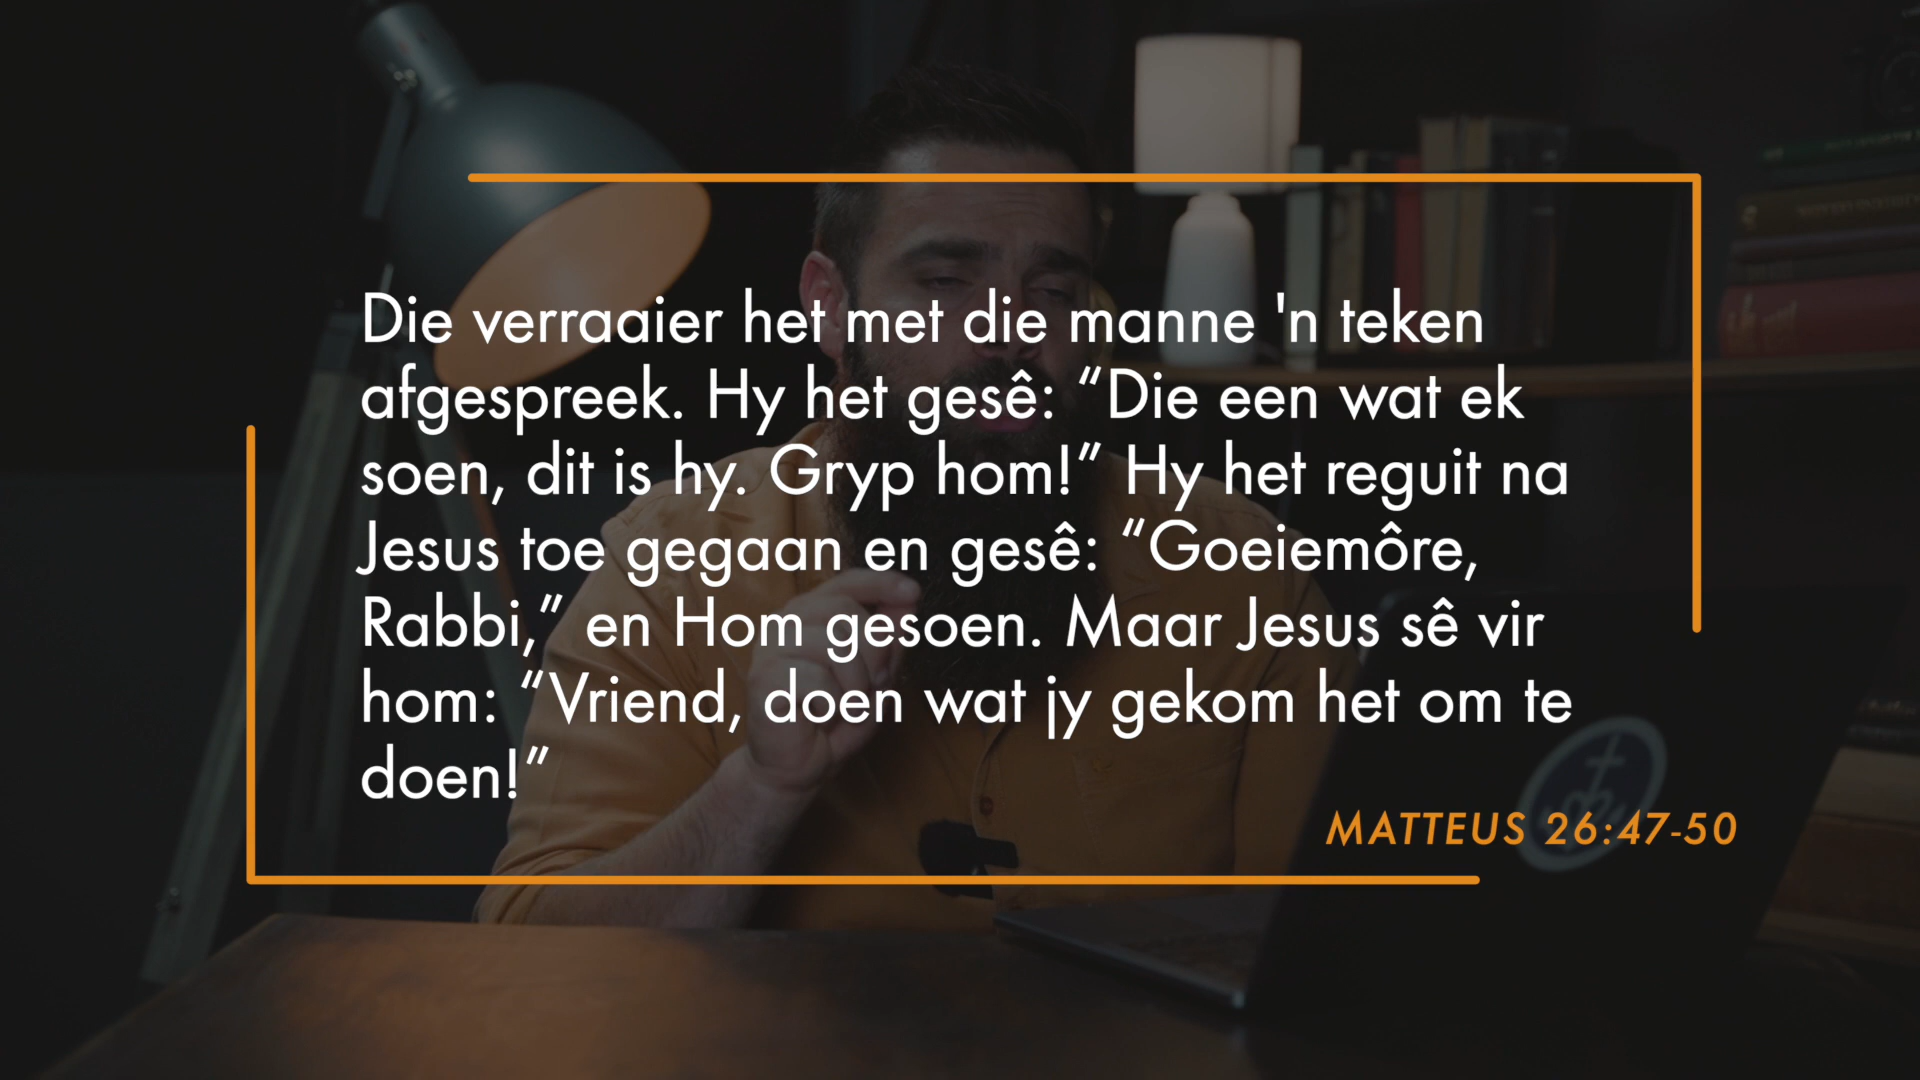 Die verraaier het met die manne 'n teken
afgespreek. Hy het gesê: “Die een wat ek
soen, dit is hy. Gryp hom!” Hy het reguit na
Jesus toe gegaan en gesê: “Goeiemôre,
Rabbi,” en Hom gesoen. Maar Jesus sê vir
hom: “Vriend, doen wat jy gekom het om te
doen!”
MATTEUS 26:47-50